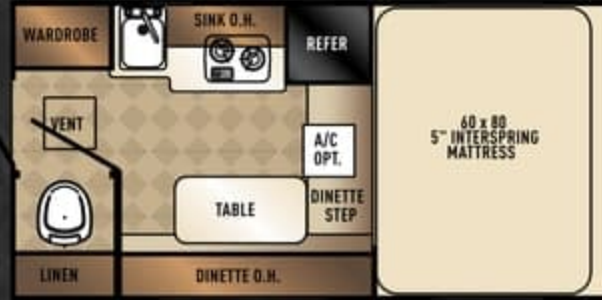 WARDROBE
SINK O.H.
REFER
VENT
A/C
OPT.
60 x 80
5" INTERSPRING
MATTRESS
TABLE
DINETTE
STEP
LINEN
DINETTE O.H.